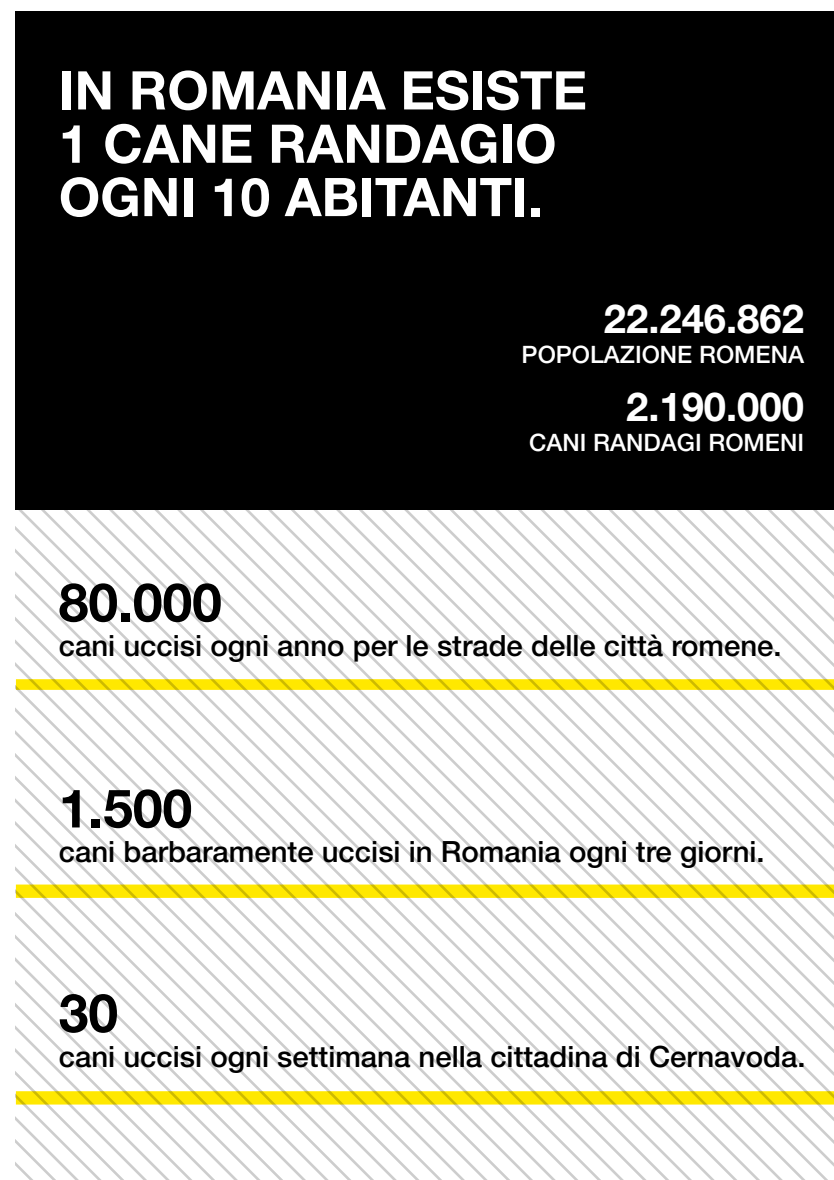 IN ROMANIA ESISTE
1 CANE RANDAGIO
OGNI 10 ABITANTI.
22.246.862
POPOLAZIONE ROMENA
2.190.000
CANI RANDAGI ROMENI
80.000
cani uccisi ogni anno per le strade delle città romene.
1.500
cani barbaramente uccisi in Romania ogni tre giorni.
30
cani uccisi ogni settimana nella cittadina di Cernavoda.